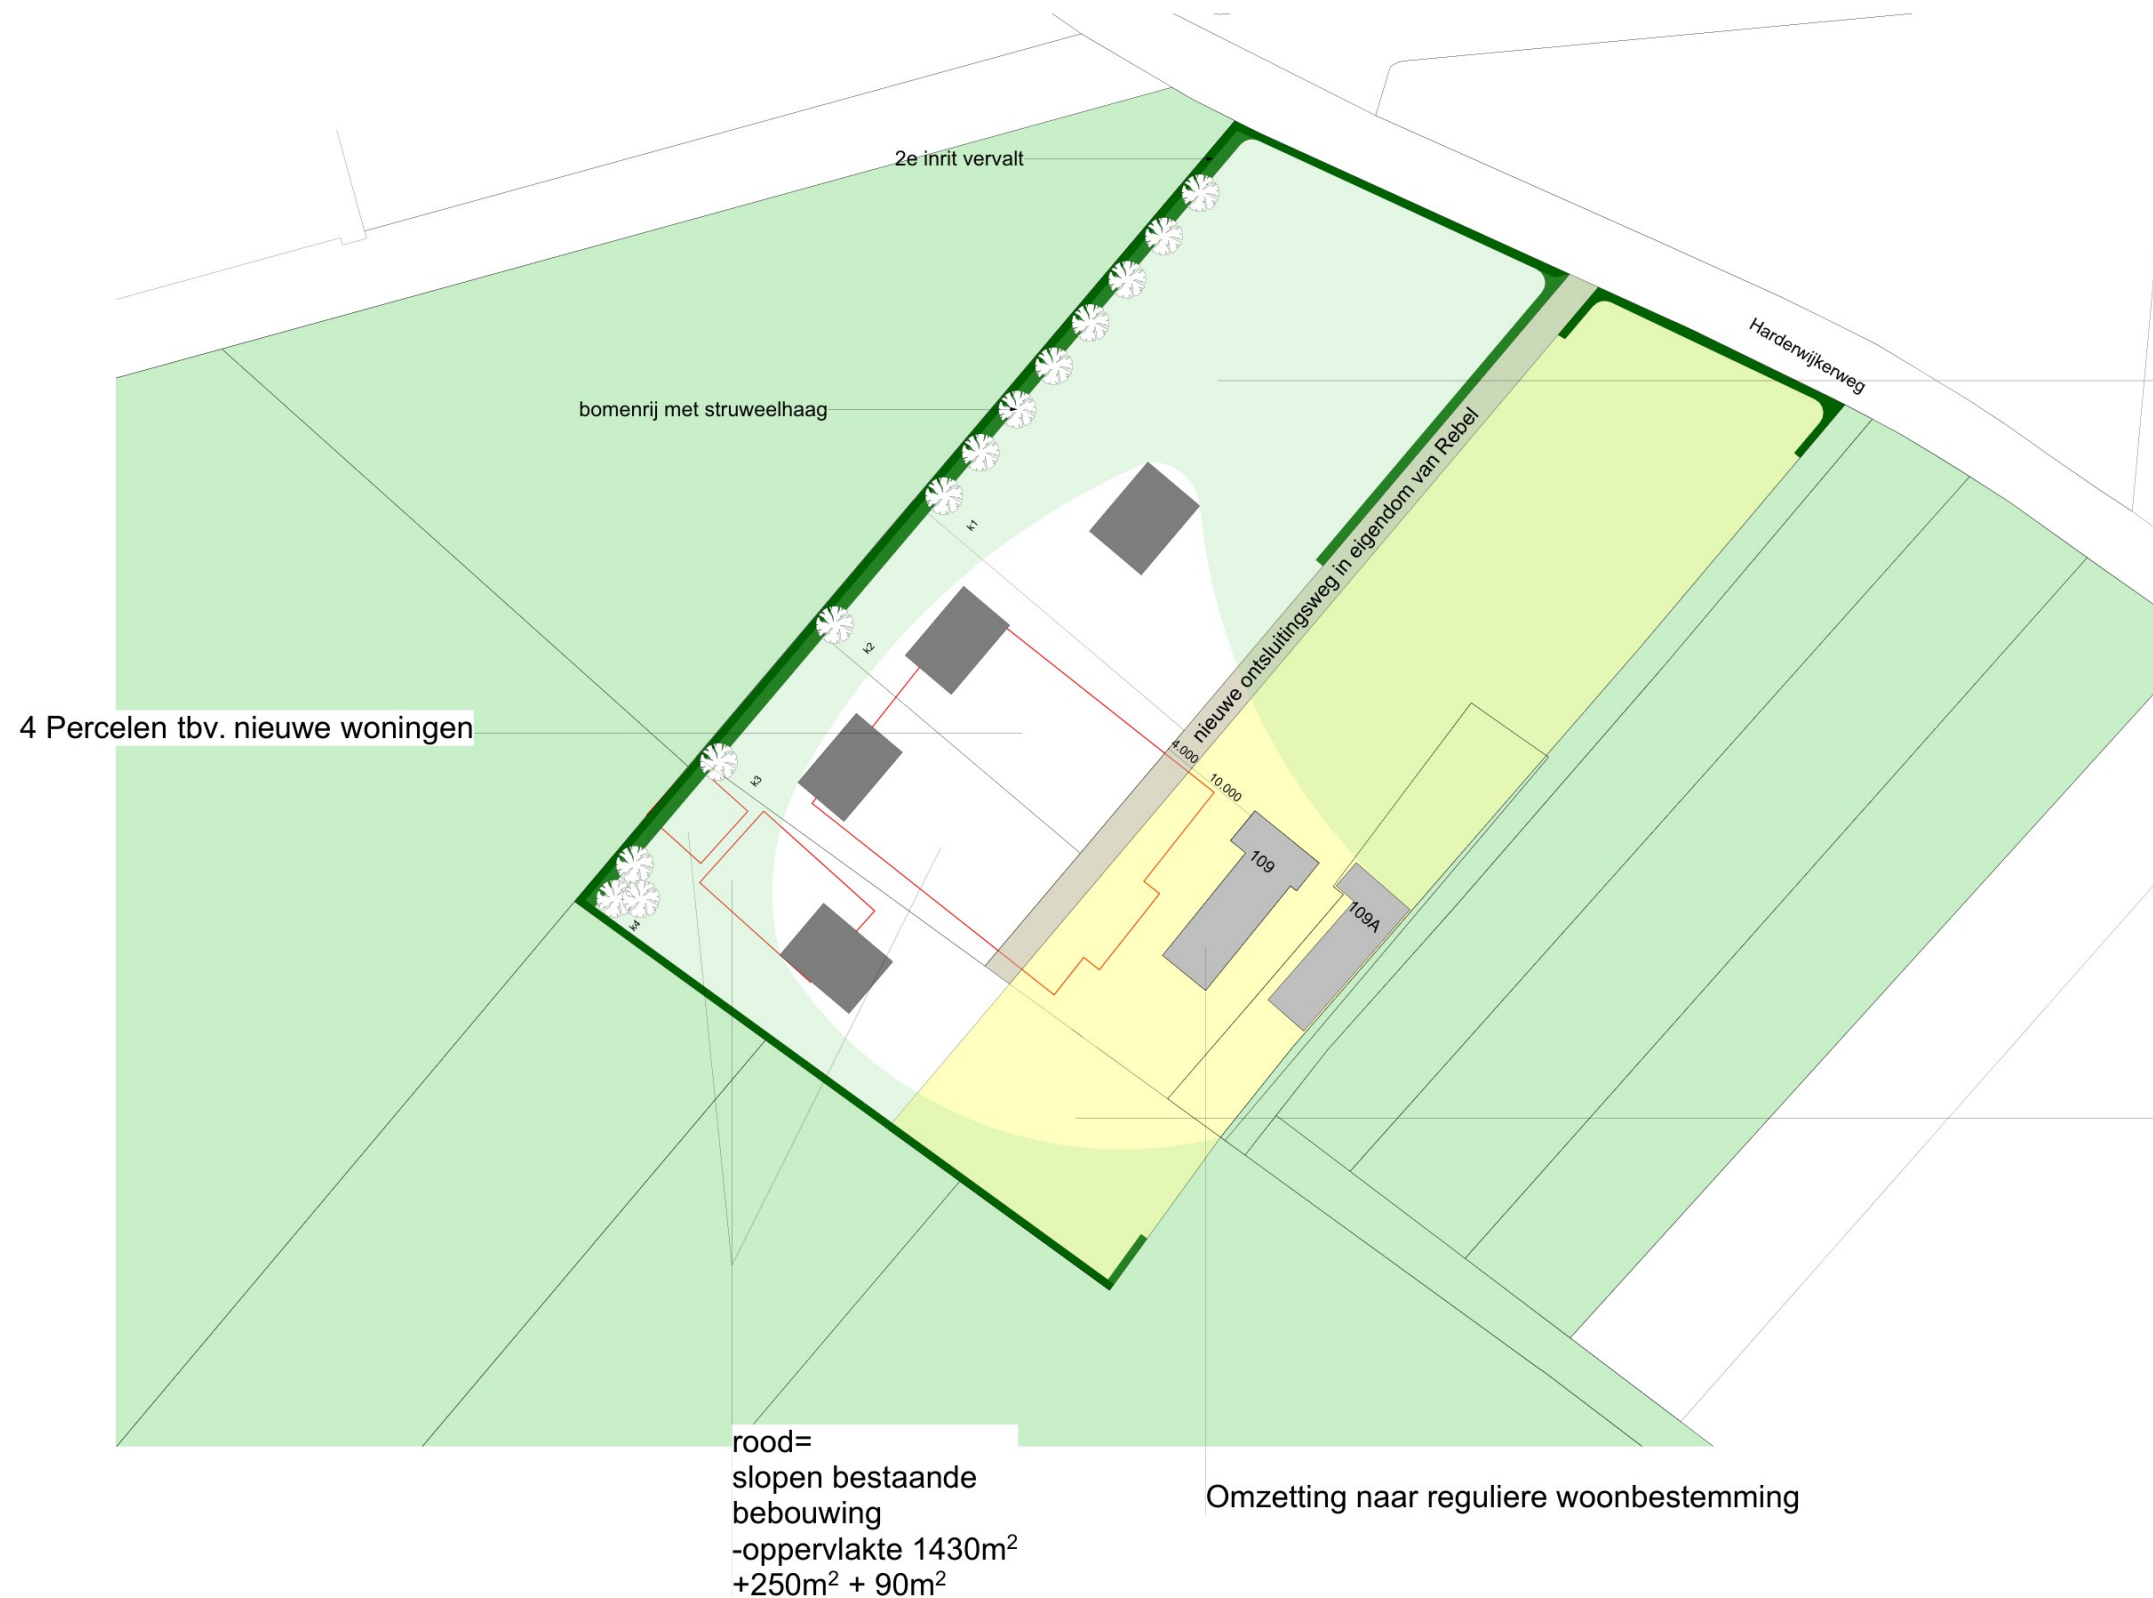 2e inrit vervalt
Harderwijkerweg
bomenrij met struweelhaag
nieuwe ontsluitingsweg in eigendom van Rebel
k1
k2
4 Percelen tbv. nieuwe woningen
k3
4.000
10.000
109
109A
k4
rood=
slopen bestaande
bebouwing
-oppervlakte 1430m²
+250m² + 90m²
Omzetting naar reguliere woonbestemming